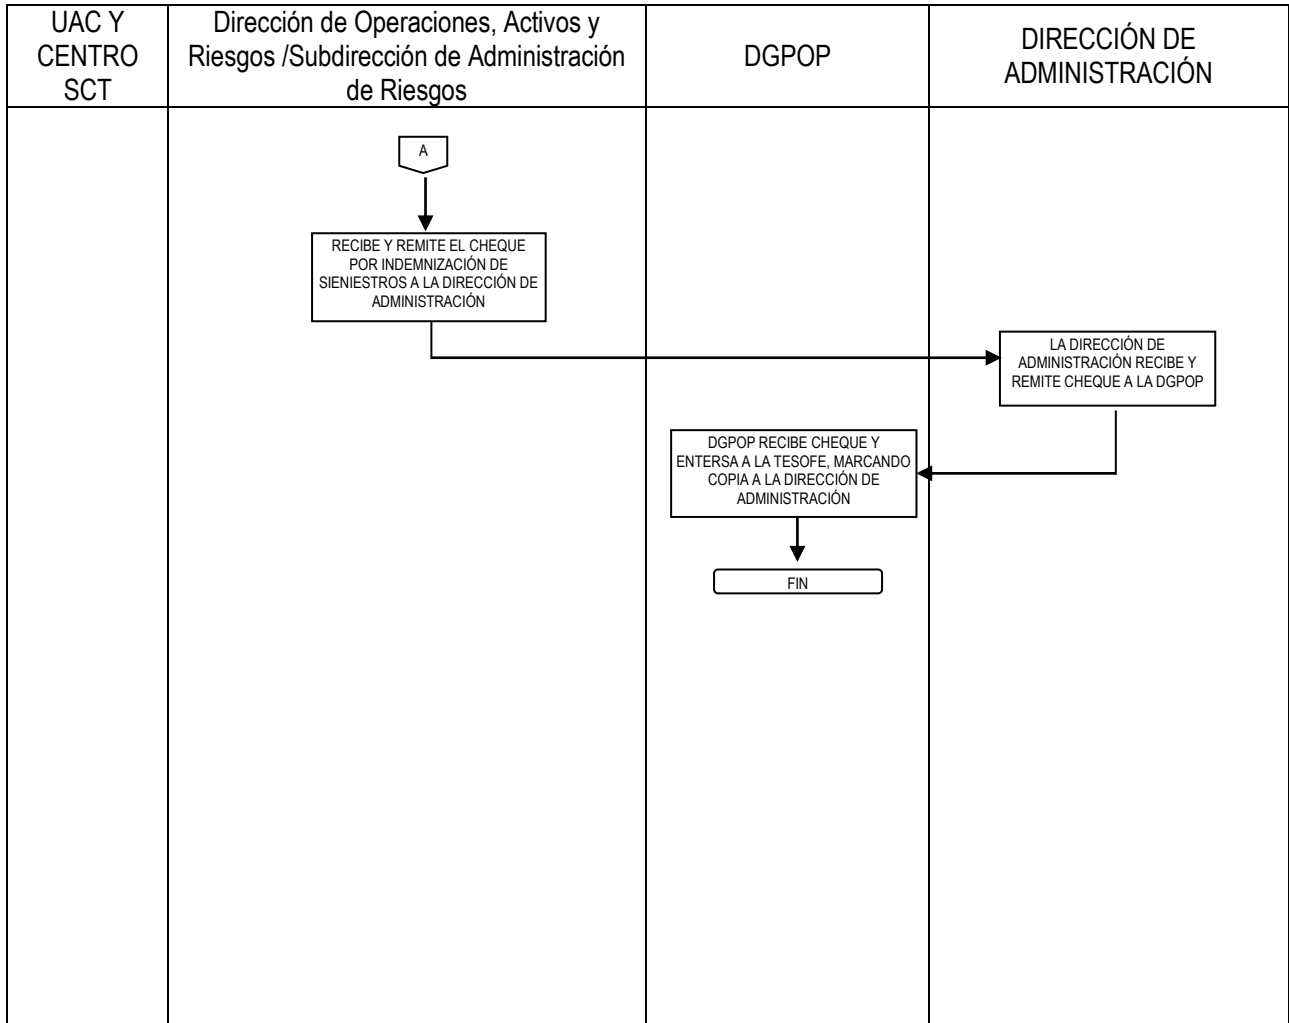 UAC Y
CENTRO
SCT
Dirección de Operaciones, Activos y
Riesgos /Subdirección de Administración
de Riesgos
DGPOP
DIRECCIÓN DE
ADMINISTRACIÓN
A
RECIBE Y REMITE EL CHEQUE
POR INDEMNIZACIÓN DE
SIENIESTROS A LA DIRECCIÓN DE
ADMINISTRACIÓN
LA DIRECCIÓN DE
ADMINISTRACIÓN RECIBE Y
REMITE CHEQUE A LA DGPOP
DGPOP RECIBE CHEQUE Y
ENTERSA A LA TESOFE, MARCANDO
COPIA A LA DIRECCIÓN DE
ADMINISTRACIÓN
FIN